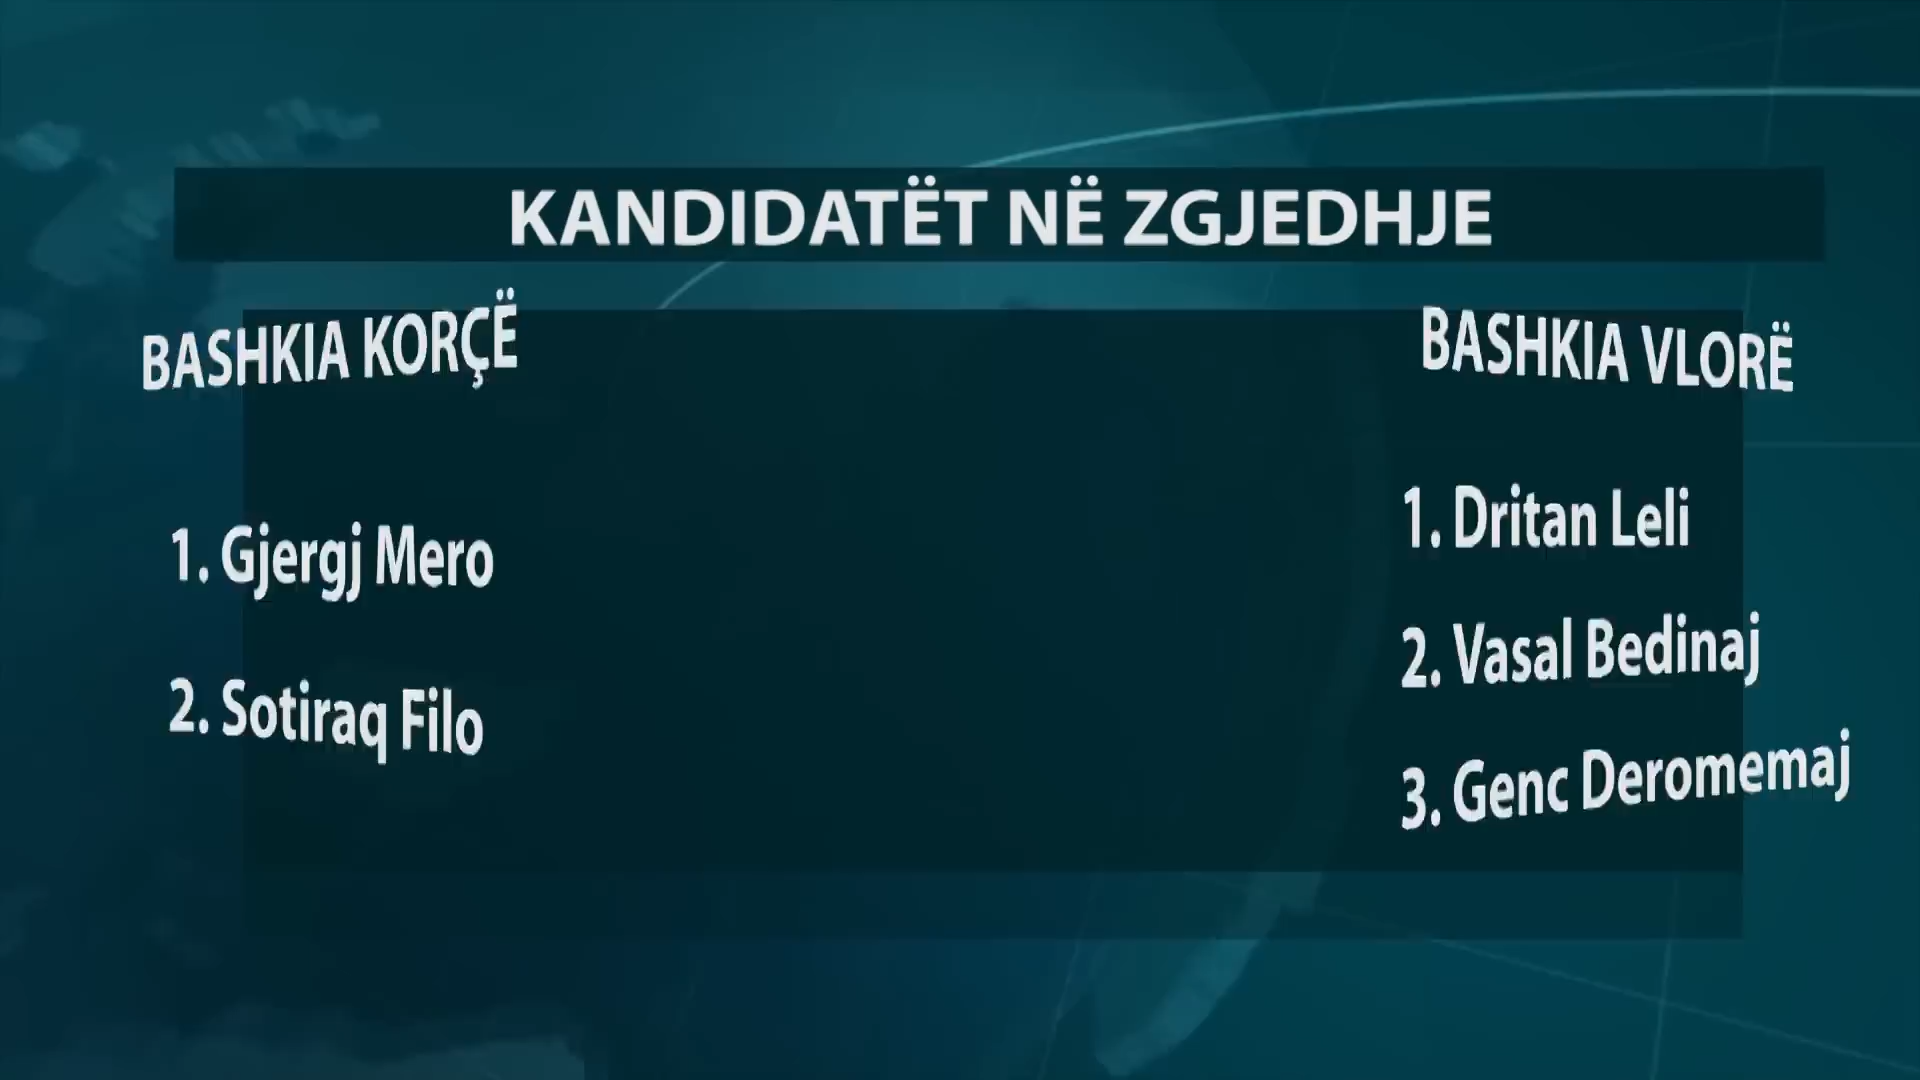 KANDIDATËT NË ZGJEDHJE
BASHKIA KORÇË
1. Gjergj Mero
2. Sotiraq Filo
BASHKIA VLORË
1. Dritan Leli
2. Vasal Bedinaj
3. Genc Deromemaj